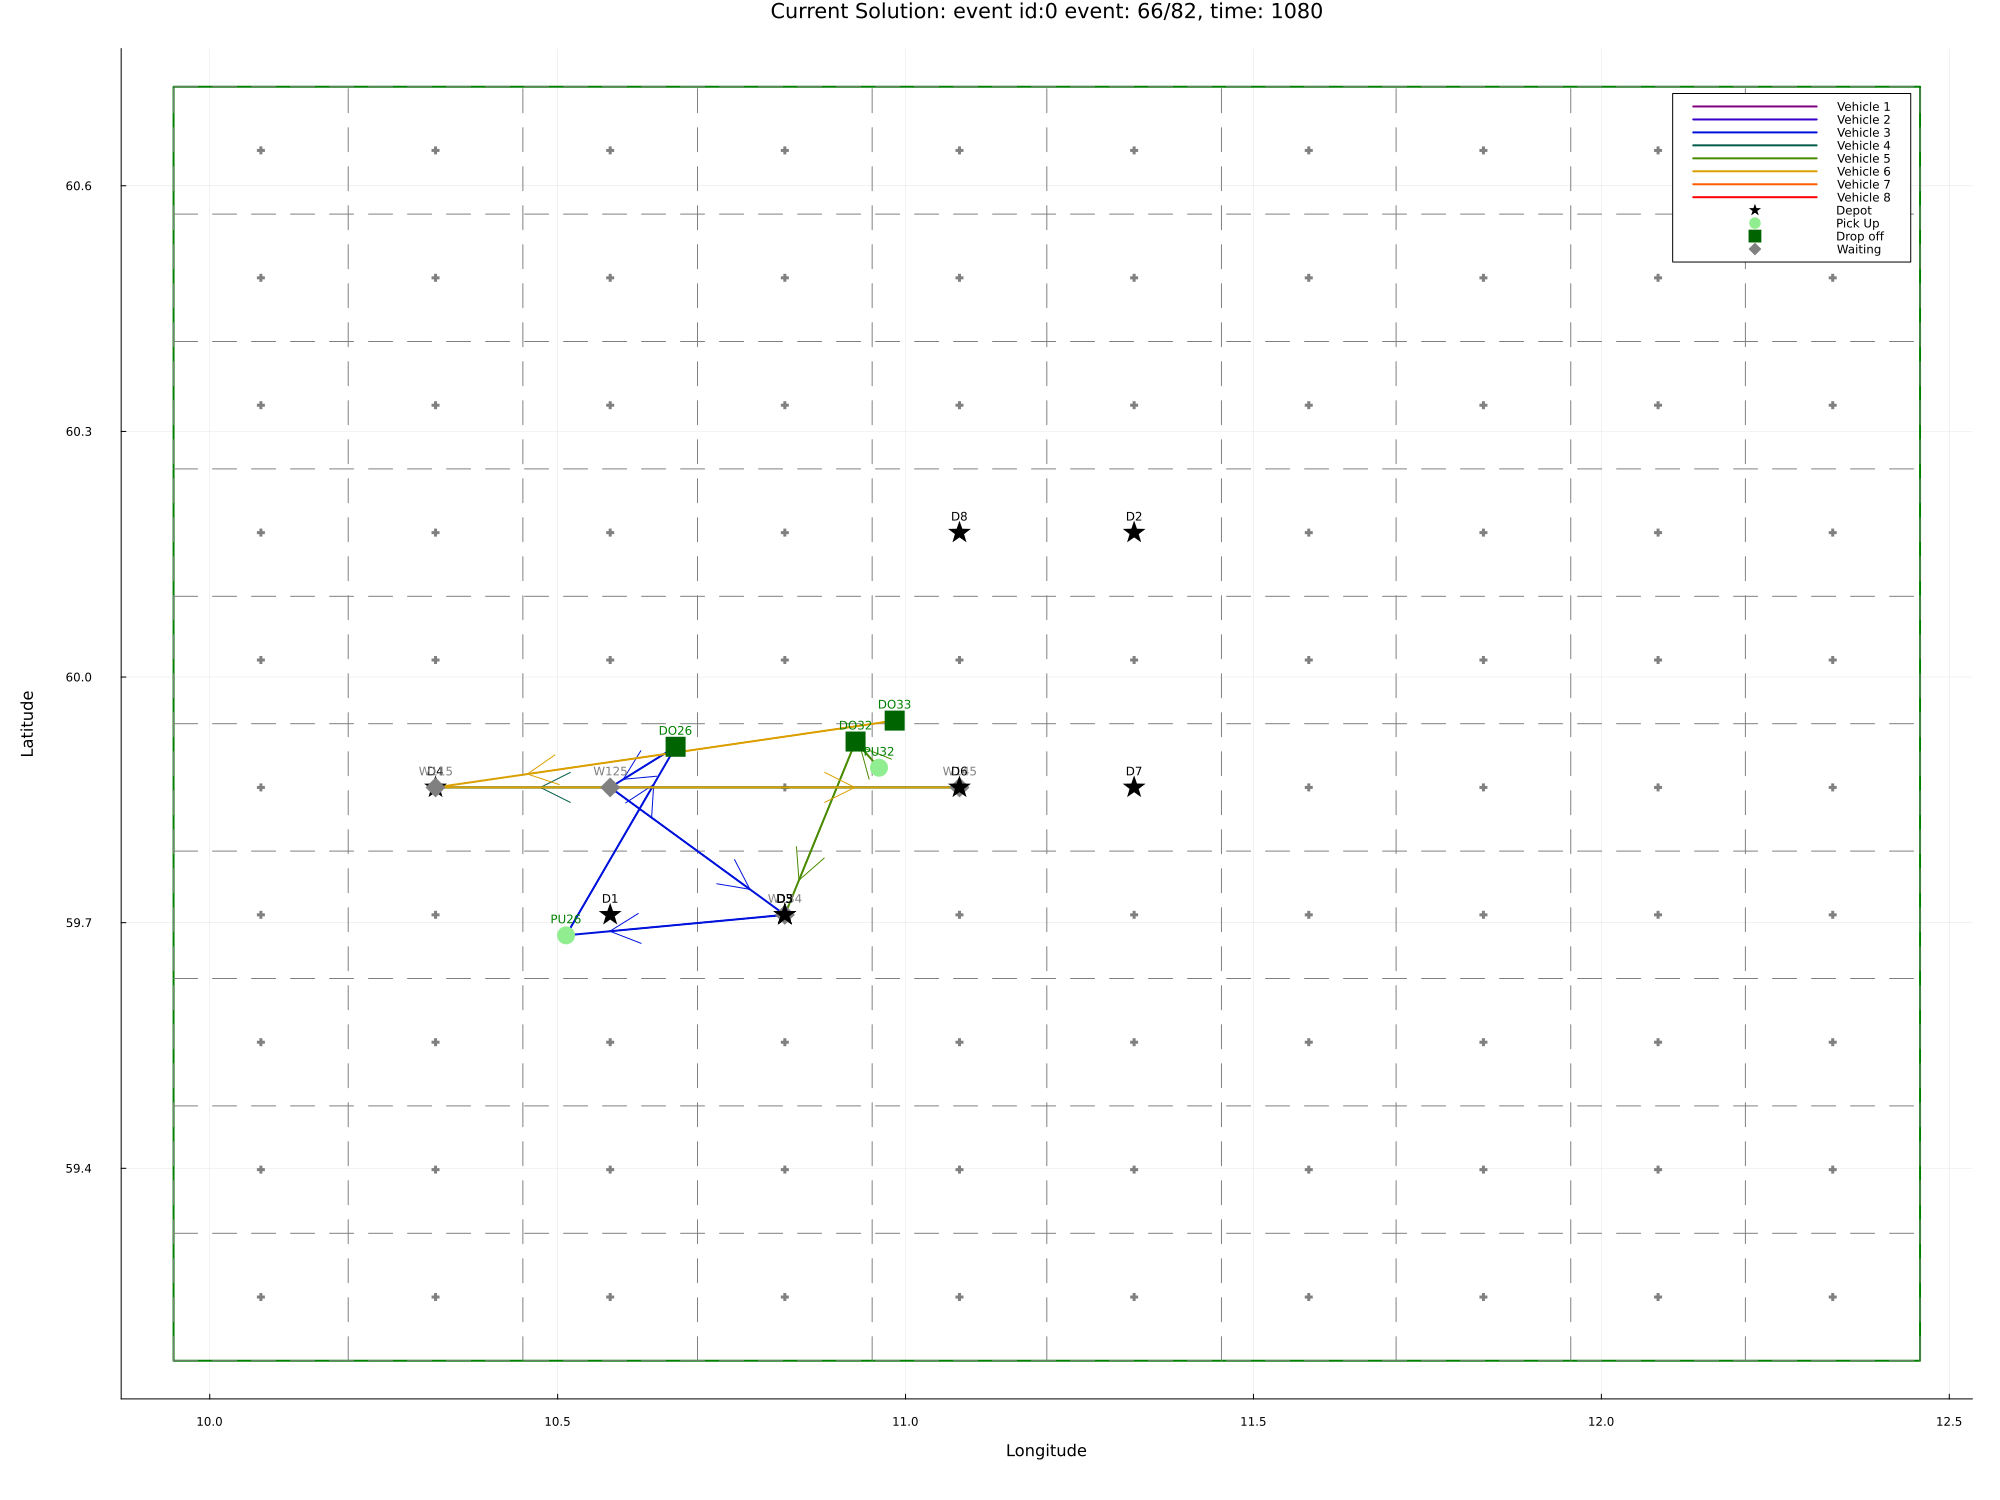 Current Solution: event id:0 event: 66/82, time: 1080
Vehicle 1
Vehicle 2
Vehicle 3
Vehicle 4
Vehicle 5
Vehicle 6
Vehicle 7
Vehicle 8
Depot
Pick Up
Drop off
Waiting
60.6
60.3
60.0
59.7
59.4
Latitude
D8
D2
DO33
DO32
DO26
PU32
D4
W125
D6
D7
D1
PU26
10.0
10.5
11.0
11.5
12.0
12.5
Longitude